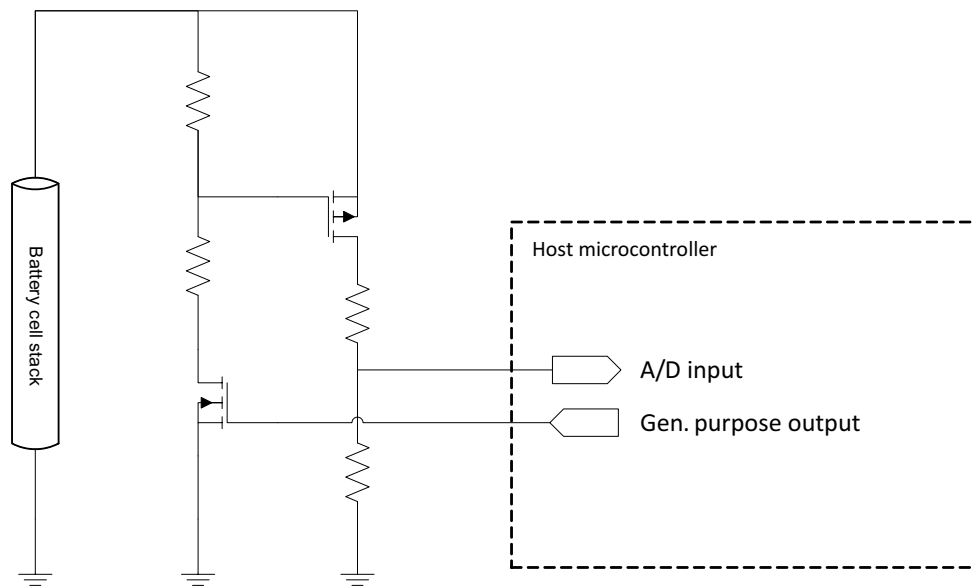 Battery cell stack
Host microcontroller
A/D input
Gen. purpose output